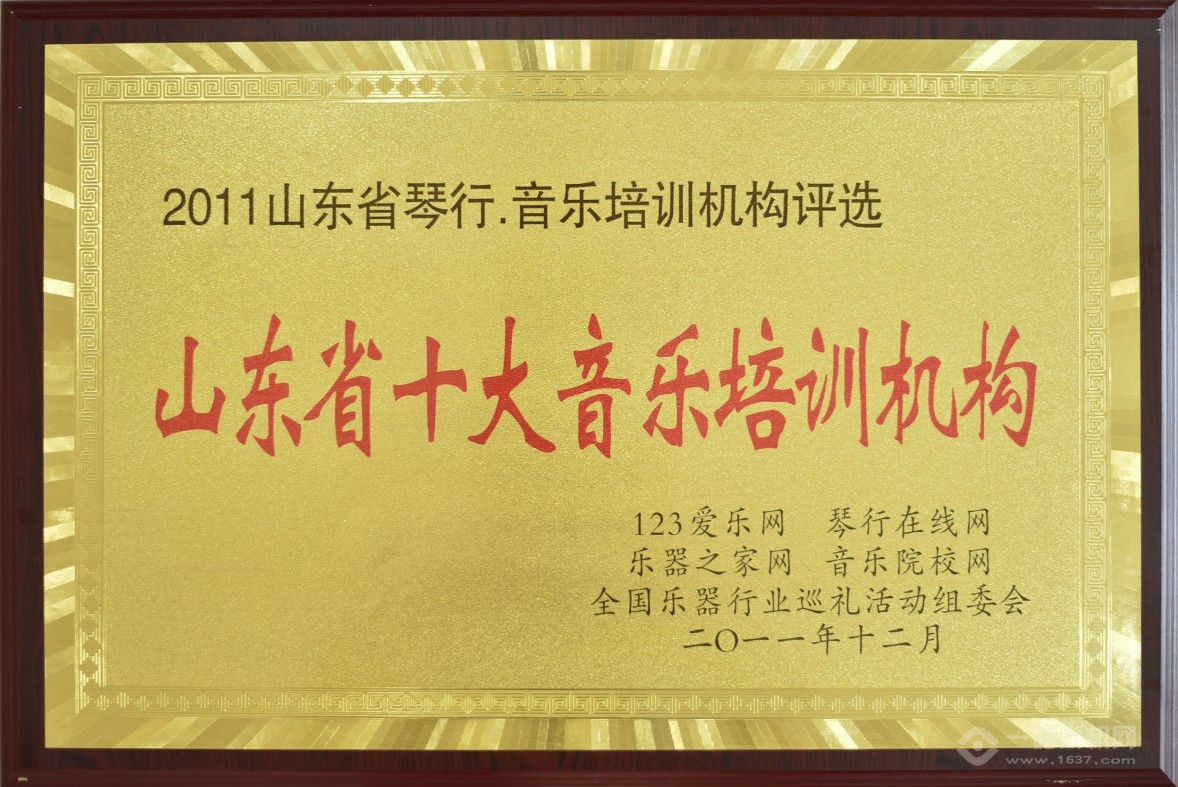 2011山东省琴行.音乐培训机构评选
山东省十大音乐培训机构
123爱乐网 琴行在线网
乐器之家网 音乐院校网
全国乐器行业巡礼活动组委会
二〇一一年十二月
www.1637.com